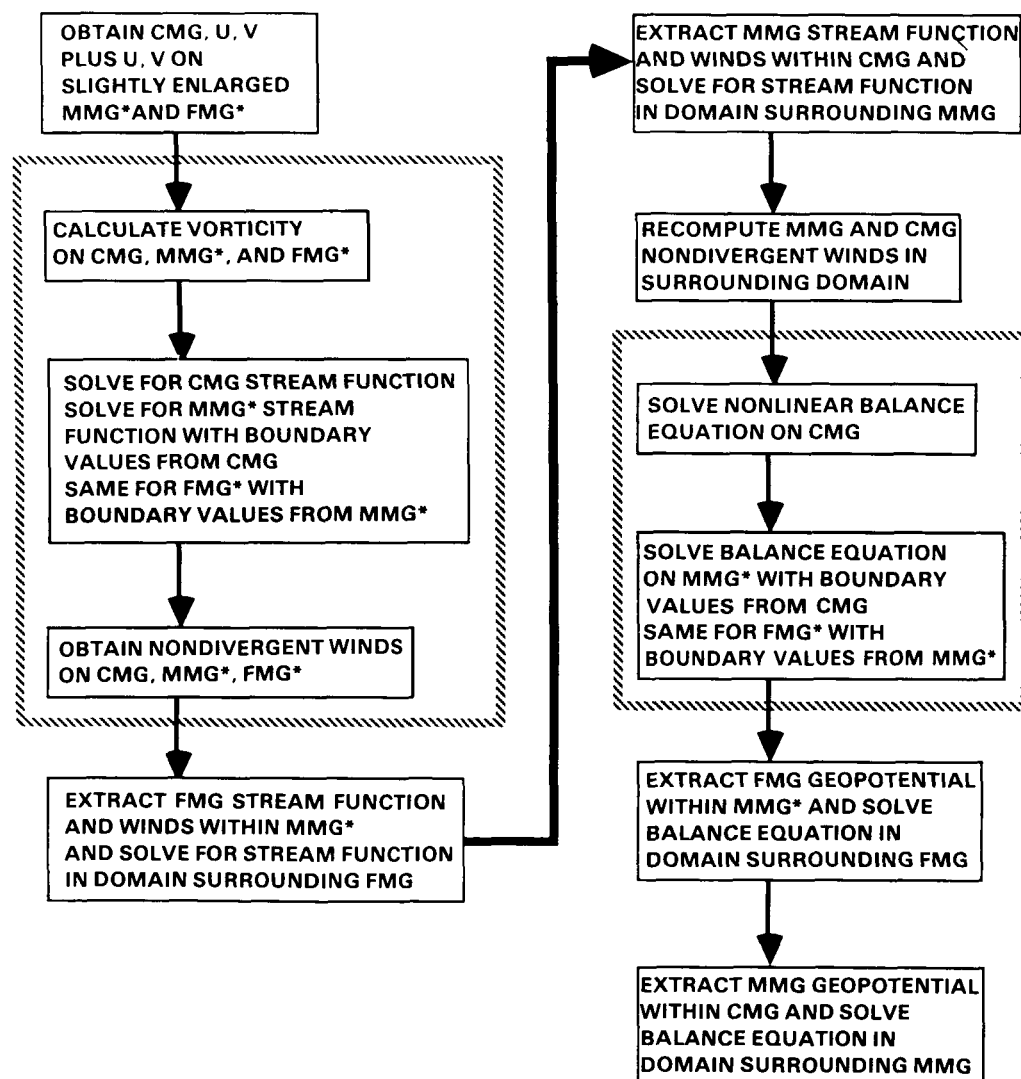 OBTAIN CMG, U, V
PLUS U, V ON
SLIGHTLY ENLARGED
MMG* AND FMG*
CALCULATE VORTICITY
ON CMG, MMG*, AND FMG*
SOLVE FOR CMG STREAM FUNCTION
SOLVE FOR MMG* STREAM
FUNCTION WITH BOUNDARY
VALUES FROM CMG
SAME FOR FMG* WITH
BOUNDARY VALUES FROM MMG*
OBTAIN NONDIVERGENT WINDS
ON CMG, MMG*, FMG*
EXTRACT FMG STREAM FUNCTION
AND WINDS WITHIN MMG*
AND SOLVE FOR STREAM FUNCTION
IN DOMAIN SURROUNDING FMG
EXTRACT MMG STREAM FUNCTION
AND WINDS WITHIN CMG AND
SOLVE FOR STREAM FUNCTION
IN DOMAIN SURROUNDING MMG
RECOMPUTE MMG AND CMG
NONDIVERGENT WINDS IN
SURROUNDING DOMAIN
SOLVE NONLINEAR BALANCE
EQUATION ON CMG
SOLVE BALANCE EQUATION
ON MMG* WITH BOUNDARY
VALUES FROM CMG
SAME FOR FMG* WITH
BOUNDARY VALUES FROM MMG*
EXTRACT FMG GEOPOTENTIAL
WITHIN MMG* AND SOLVE
BALANCE EQUATION IN
DOMAIN SURROUNDING FMG
EXTRACT MMG GEOPOTENTIAL
WITHIN CMG AND SOLVE
BALANCE EQUATION IN
DOMAIN SURROUNDING MMG